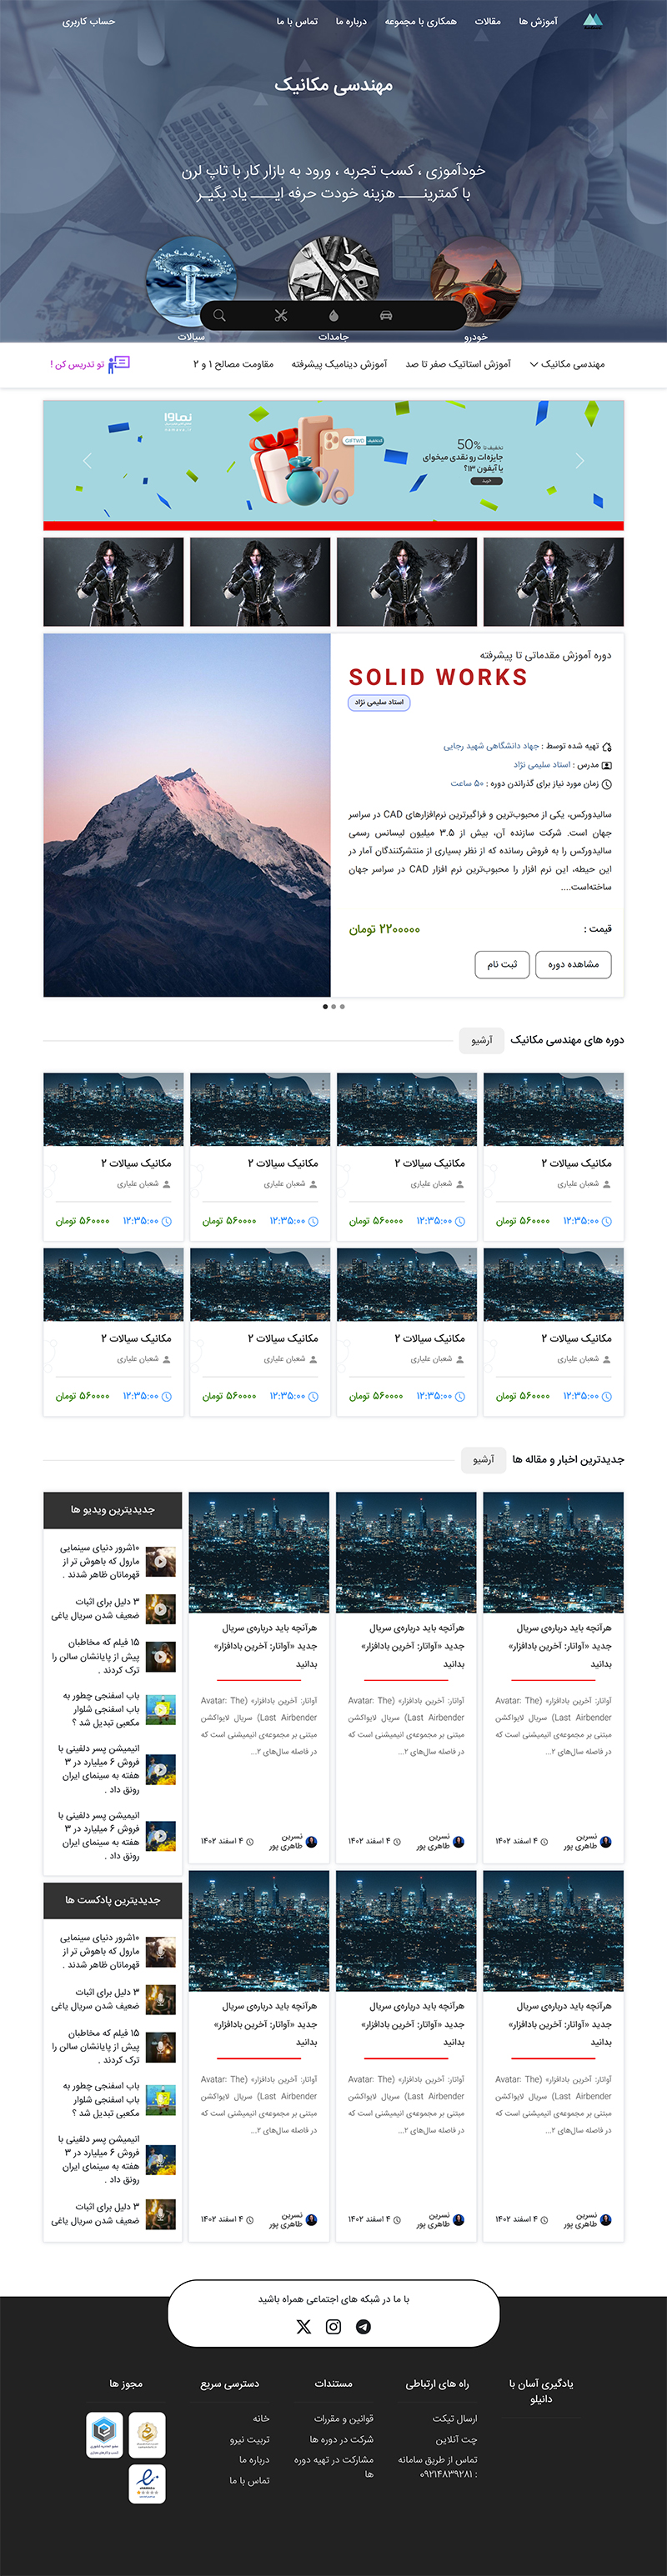 آموزش ها
مقالات
همکاری با مجموعه
درباره ما
تماس با ما
حساب کاربری
مهندسی مکانیک
خودآموزی ، کسب تجربه ، ورود به بازار کار با تاپ لرن
با کمترینــــ هزینه خودت حرفه ایــــ یاد بگیـر
خودرو
جامدات
سیالات
مهندسی مکانیک
آموزش استاتیک صفر تا صد
آموزش دینامیک پیشرفته
مقاومت مصالح ۱ و ۲
تو تدریس کن !
نماوا
تخفیف تا 50%
جایزه‌ات رو نقدی میخوای
یا آیفون ۱۳؟
خرید
GIFTWO
دوره آموزش مقدماتی تا پیشرفته
SOLID WORKS
استاد سلیمی نژاد
تهیه شده توسط : جهاد دانشگاهی شهید رجایی
مدرس : استاد سلیمی نژاد
زمان مورد نیاز برای گذراندن دوره : ۵۰ ساعت
سالیدورکس، یکی از محبوب‌ترین و فراگیرترین نرم‌افزارهای CAD در سراسر
جهان است. شرکت سازنده آن، بیش از ۳.۵ میلیون لیسانس رسمی
سالیدورکس را به فروش رسانده که از نظر بسیاری از منتشرکنندگان آمار در
این حیطه، این نرم افزار را محبوب‌ترین نرم افزار CAD در سراسر جهان
ساخته‌است....
قیمت :
۲۲۰۰۰۰۰ تومان
مشاهده دوره
ثبت نام
دوره های مهندسی مکانیک
آرشیو
مکانیک سیالات ۲
شعبان علیاری
۱۲:۳۵:۰۰
۵۶۰۰۰۰ تومان
مکانیک سیالات ۲
شعبان علیاری
۱۲:۳۵:۰۰
۵۶۰۰۰۰ تومان
مکانیک سیالات ۲
شعبان علیاری
۱۲:۳۵:۰۰
۵۶۰۰۰۰ تومان
مکانیک سیالات ۲
شعبان علیاری
۱۲:۳۵:۰۰
۵۶۰۰۰۰ تومان
مکانیک سیالات ۲
شعبان علیاری
۱۲:۳۵:۰۰
۵۶۰۰۰۰ تومان
مکانیک سیالات ۲
شعبان علیاری
۱۲:۳۵:۰۰
۵۶۰۰۰۰ تومان
مکانیک سیالات ۲
شعبان علیاری
۱۲:۳۵:۰۰
۵۶۰۰۰۰ تومان
مکانیک سیالات ۲
شعبان علیاری
۱۲:۳۵:۰۰
۵۶۰۰۰۰ تومان
جدیدترین اخبار و مقاله ها
آرشیو
هرآنچه باید درباره‌ی سریال
جدید «آواتار: آخرین بادافزار»
بدانید
آواتار: آخرین بادافزار» (Avatar: The
Last Airbender) سریال لایواکشن
مبتنی بر مجموعه‌ی انیمیشنی است که
در فاصله سال‌های ۲...
نسرین
طاهری پور
۴ اسفند ۱۴۰۲
هرآنچه باید درباره‌ی سریال
جدید «آواتار: آخرین بادافزار»
بدانید
آواتار: آخرین بادافزار» (Avatar: The
Last Airbender) سریال لایواکشن
مبتنی بر مجموعه‌ی انیمیشنی است که
در فاصله سال‌های ۲...
نسرین
طاهری پور
۴ اسفند ۱۴۰۲
هرآنچه باید درباره‌ی سریال
جدید «آواتار: آخرین بادافزار»
بدانید
آواتار: آخرین بادافزار» (Avatar: The
Last Airbender) سریال لایواکشن
مبتنی بر مجموعه‌ی انیمیشنی است که
در فاصله سال‌های ۲...
نسرین
طاهری پور
۴ اسفند ۱۴۰۲
هرآنچه باید درباره‌ی سریال
جدید «آواتار: آخرین بادافزار»
بدانید
آواتار: آخرین بادافزار» (Avatar: The
Last Airbender) سریال لایواکشن
مبتنی بر مجموعه‌ی انیمیشنی است که
در فاصله سال‌های ۲...
نسرین
طاهری پور
۴ اسفند ۱۴۰۲
هرآنچه باید درباره‌ی سریال
جدید «آواتار: آخرین بادافزار»
بدانید
آواتار: آخرین بادافزار» (Avatar: The
Last Airbender) سریال لایواکشن
مبتنی بر مجموعه‌ی انیمیشنی است که
در فاصله سال‌های ۲...
نسرین
طاهری پور
۴ اسفند ۱۴۰۲
هرآنچه باید درباره‌ی سریال
جدید «آواتار: آخرین بادافزار»
بدانید
آواتار: آخرین بادافزار» (Avatar: The
Last Airbender) سریال لایواکشن
مبتنی بر مجموعه‌ی انیمیشنی است که
در فاصله سال‌های ۲...
نسرین
طاهری پور
۴ اسفند ۱۴۰۲
جدیدیترین ویدیو ها
۱۰شرور دنیای سینمایی
مارول که باهوش تر از
قهرمانان ظاهر شدند .
۳ دلیل برای اثبات
ضعیف شدن سریال یاغی
۱۵ فیلم که مخاطبان
پیش از پایانشان سالن را
ترک کردند .
باب اسفنجی چطور به
باب اسفنجی شلوار
مکعبی تبدیل شد ؟
انیمیشن پسر دلفینی با
فروش ۶ میلیارد در ۳
هفته به سینمای ایران
رونق داد .
انیمیشن پسر دلفینی با
فروش ۶ میلیارد در ۳
هفته به سینمای ایران
رونق داد .
جدیدیترین پادکست ها
۱۰شرور دنیای سینمایی
مارول که باهوش تر از
قهرمانان ظاهر شدند .
۳ دلیل برای اثبات
ضعیف شدن سریال یاغی
۱۵ فیلم که مخاطبان
پیش از پایانشان سالن را
ترک کردند .
باب اسفنجی چطور به
باب اسفنجی شلوار
مکعبی تبدیل شد ؟
انیمیشن پسر دلفینی با
فروش ۶ میلیارد در ۳
هفته به سینمای ایران
رونق داد .
۳ دلیل برای اثبات
ضعیف شدن سریال یاغی
با ما در شبکه های اجتماعی همراه باشید
یادگیری آسان با
دانیلو
راه های ارتباطی
ارسال تیکت
چت آنلاین
تماس از طریق سامانه
: ۰۹۲۱۴۸۳۹۲۸۱
مستندات
قوانین و مقررات
شرکت در دوره ها
مشارکت در تهیه دوره
ها
دسترسی سریع
خانه
تربیت نیرو
درباره ما
تماس با ما
مجوز ها